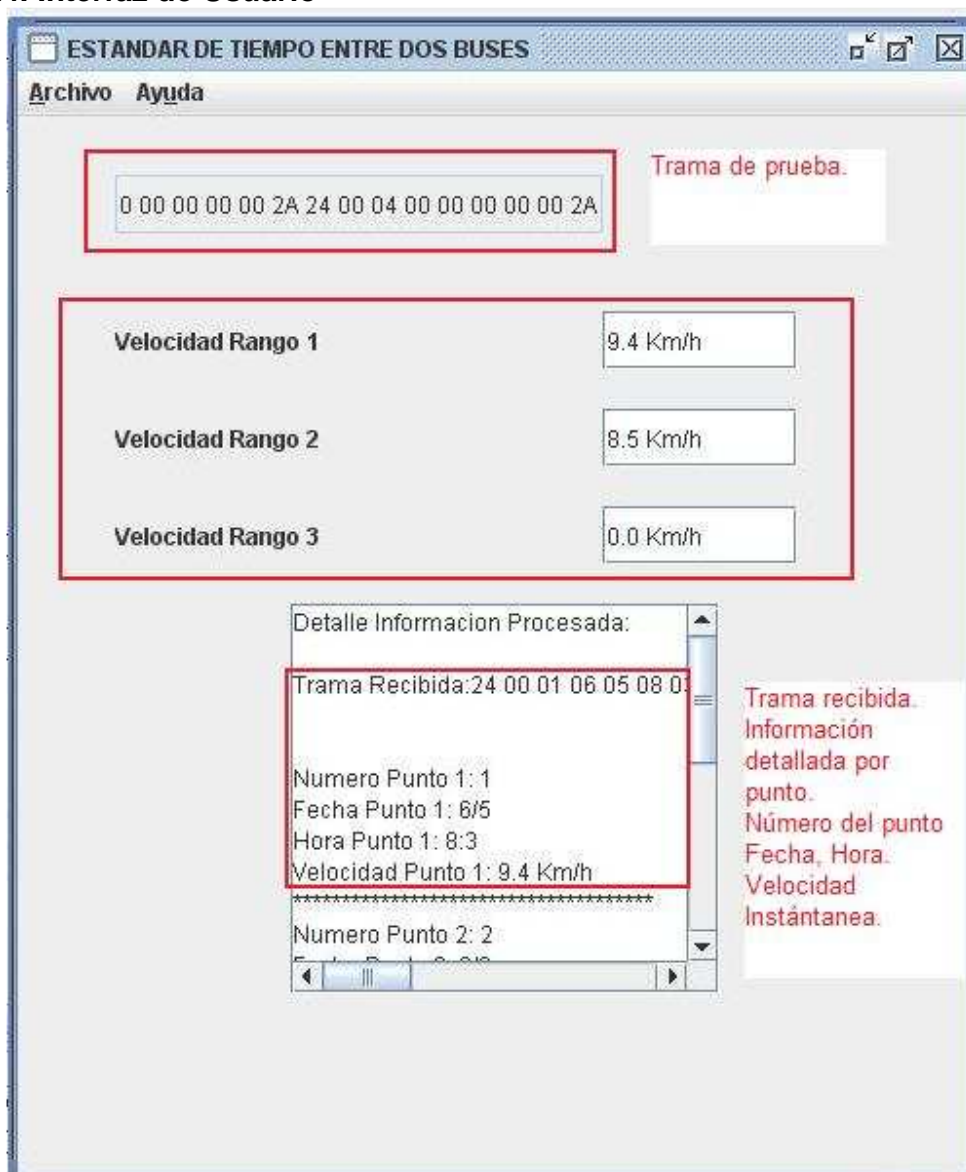 Interfaz de Usuario
ESTANDAR DE TIEMPO ENTRE DOS BUSES
Archivo Ayuda
Trama de prueba.
0 00 00 00 00 2A 24 00 04 00 00 00 00 00 2A
Velocidad Rango 1 9.4 Km/h
Velocidad Rango 2 8.5 Km/h
Velocidad Rango 3 0.0 Km/h
Detalle Informacion Procesada:
Trama Recibida:24 00 01 06 05 08 03
Numero Punto 1: 1
Fecha Punto 1: 6/5
Hora Punto 1: 8:3
Velocidad Punto 1: 9.4 Km/h
*************************************
Numero Punto 2: 2
Trama recibida.
Información
detallada por
punto.
Número del punto
Fecha, Hora.
Velocidad
Instántanea.